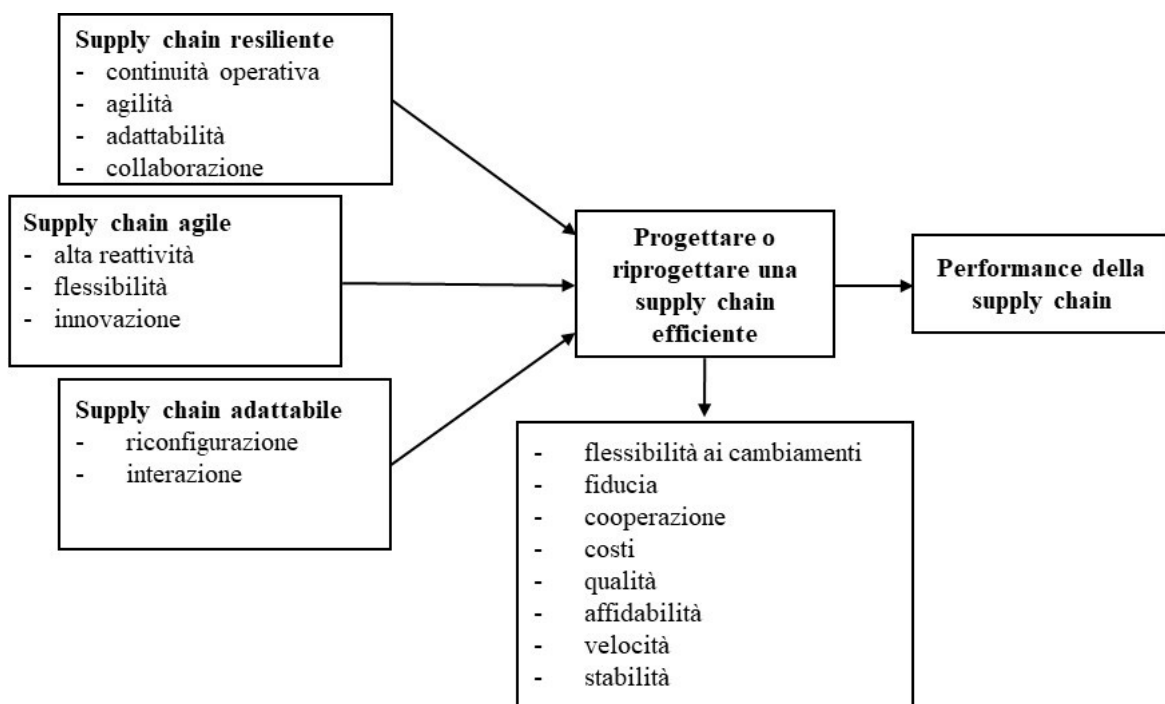 Supply chain resiliente
- continuità operativa
- agilità
- adattabilità
- collaborazione
Supply chain agile
- alta reattività
- flessibilità
- innovazione
Supply chain adattabile
- riconfigurazione
- interazione
Progettare o
riprogettare una
supply chain
efficiente
Performance della
supply chain
- flessibilità ai cambiamenti
- fiducia
- cooperazione
- costi
- qualità
- affidabilità
- velocità
- stabilità